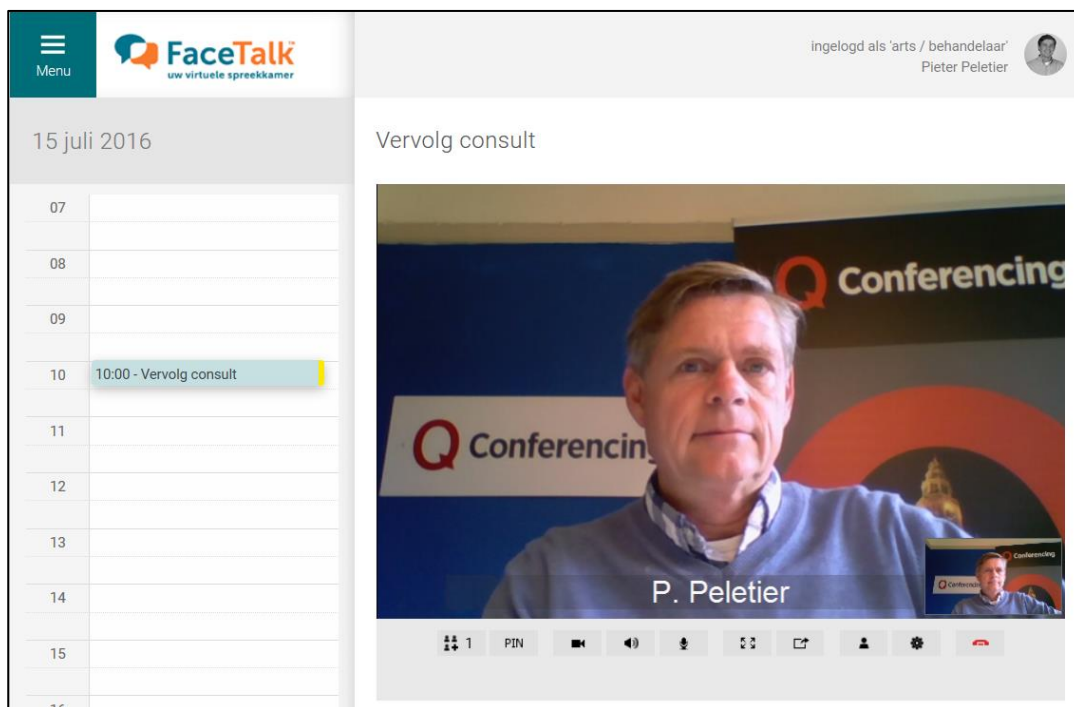 Menu
FaceTalk
uw virtuele spreekkamer
ingelogd als 'arts / behandelaar'
Pieter Peletier
15 juli 2016
Vervolg consult
07
08
09
10
10:00 - Vervolg consult
11
12
13
14
15
Q Conferencing
Q Conferencing
P. Peletier
Conferencing
1
PIN